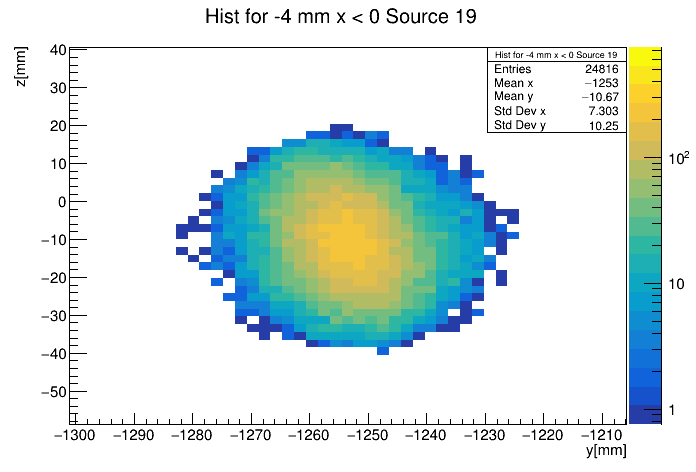 Hist for -4 mm x < 0 Source 19
Hist for -4 mm x < 0 Source 19
Entries 24816
Mean x −1253
Mean y −10.67
Std Dev x 7.303
Std Dev y 10.25
z[mm]
40
30
20
10
0
−10
−20
−30
−40
−50
−1300 −1290 −1280 −1270 −1260 −1250 −1240 −1230 −1220 −1210
y[mm]
10²
10
1